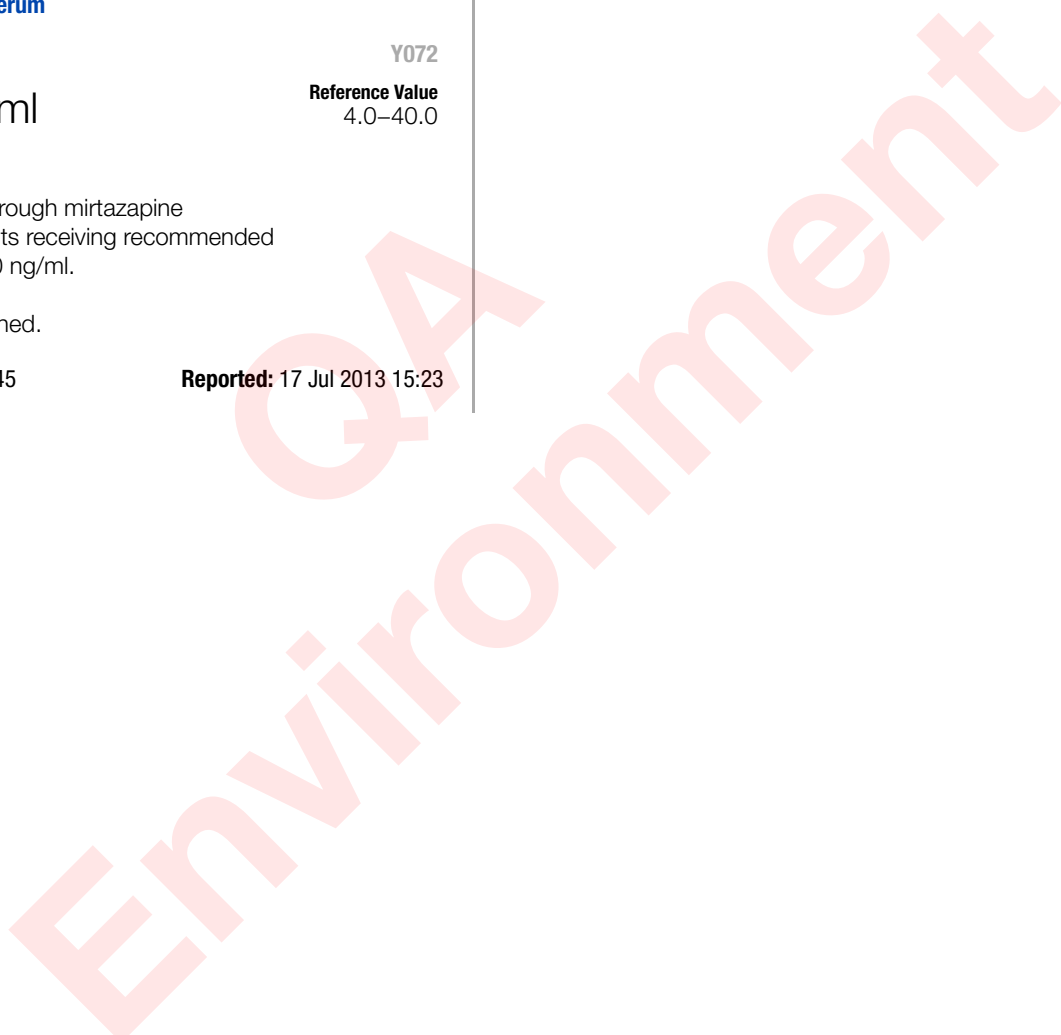 erum
Y072
Reference Value
ml
4.0–40.0
rough mirtazapine
ts receiving recommended
0 ng/ml.
ned.
45
Reported: 17 Jul 2013 15:23
QA
Environment